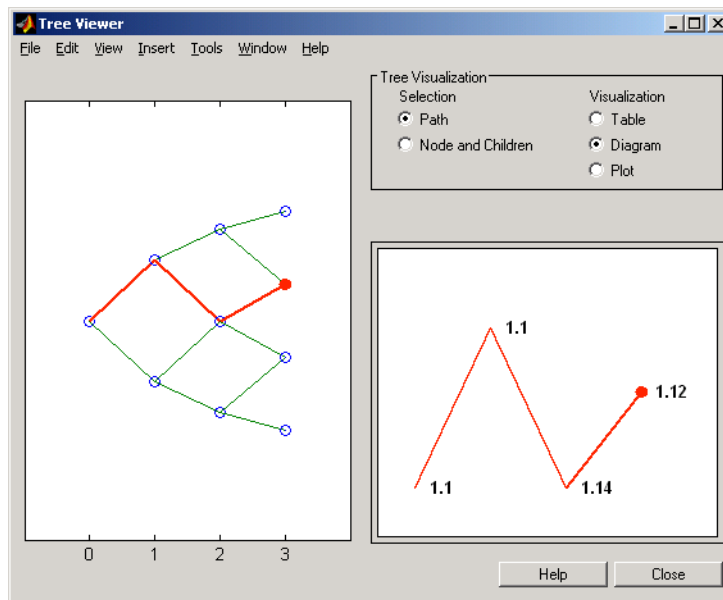 Tree Viewer
File Edit View Insert Tools Window Help
Tree Visualization
Selection
Path
Node and Children
Visualization
Table
Diagram
Plot
0 1 2 3
1.1
1.1
1.14
1.12
Help Close